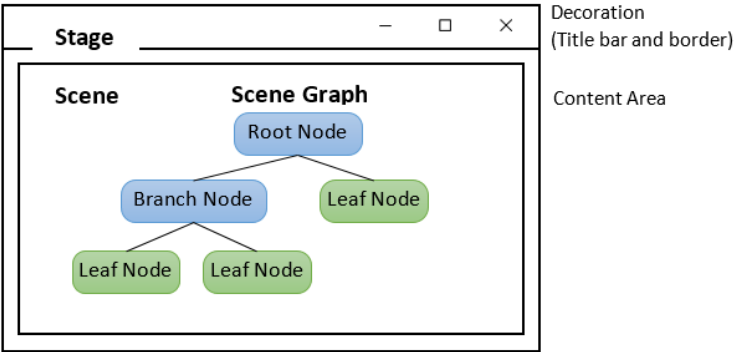 Stage
Decoration
(Title bar and border)
Scene
Scene Graph
Content Area
Root Node
Branch Node
Leaf Node
Leaf Node
Leaf Node